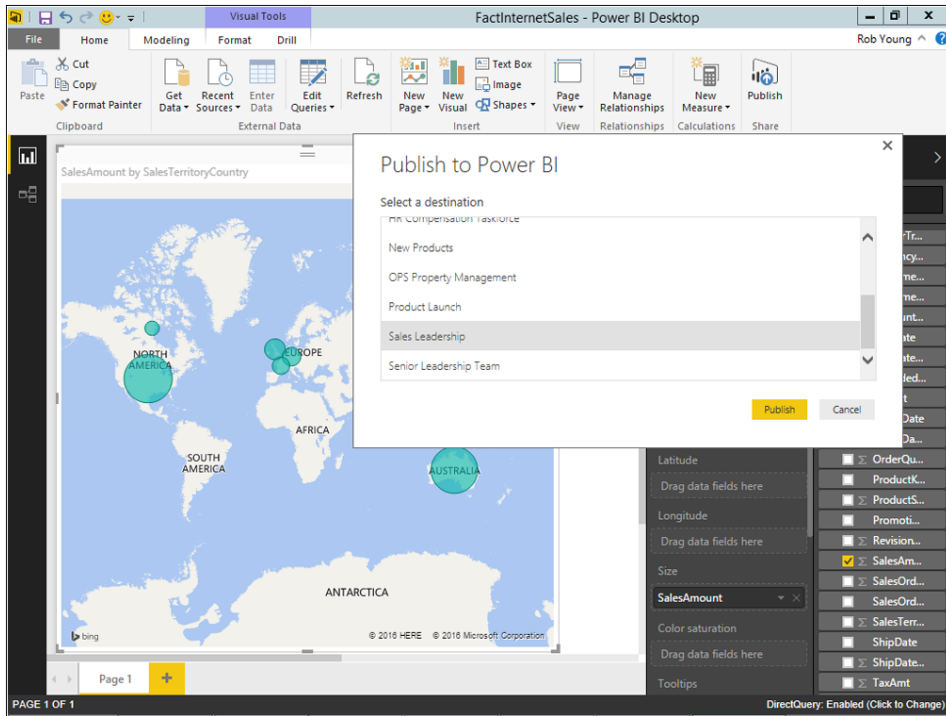 Visual Tools
FactInternetSales - Power BI Desktop
File
Home
Modeling
Format
Drill
Rob Young
Paste
Cut
Copy
Format Painter
Clipboard
Get Data
Recent Sources
Enter Data
Edit Queries
External Data
Refresh
New Page
New Visual
Text Box
Image
Shapes
Insert
Page View
View
Manage Relationships
Relationships
New Measure
Calculations
Publish
Share
SalesAmount by SalesTerritoryCountry
NORTH
AMERICA
EUROPE
AFRICA
SOUTH
AMERICA
AUSTRALIA
ANTARCTICA
bing
© 2016 HERE © 2016 Microsoft Corporation
Publish to Power BI
Select a destination
HR Compensation Taskforce
New Products
OPS Property Management
Product Launch
Sales Leadership
Senior Leadership Team
Publish
Cancel
Latitude
Drag data fields here
Longitude
Drag data fields here
Size
SalesAmount
Color saturation
Drag data fields here
Tooltips
OrderQu...
ProductK...
ProductS...
Promoti...
Revision...
SalesAm...
SalesOrd...
SalesOrd...
SalesTerr...
ShipDate
ShipDate...
TaxAmt
Page 1
PAGE 1 OF 1
DirectQuery: Enabled (Click to Change)